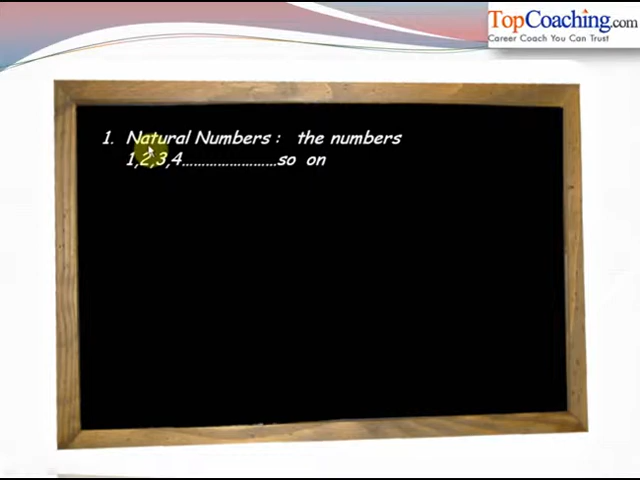 TopCoaching.com
Career Coach You Can Trust
1. Natural Numbers : the numbers
1,2,3,4........................so on